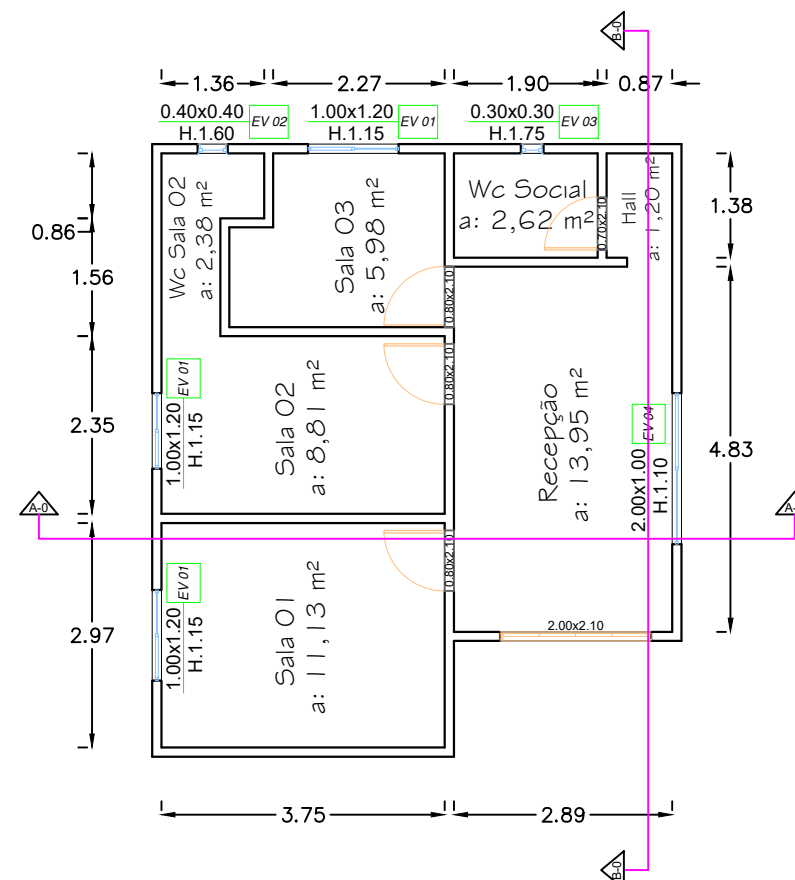 B-0
1.36
2.27
1.90
0.87
0.40x0.40
H.1.60
EV 02
1.00x1.20
H.1.15
EV 01
0.30x0.30
H.1.75
EV 03
0.86
1.56
2.35
2.97
1.38
4.83
Wc Sala 02
a: 2,38 m²
Sala 03
a: 5,98 m²
Wc Social
a: 2,62 m²
0.70x2.10
Hall
a: 1,20 m²
0.80x2.10
0.80x2.10
EV 01
1.00x1.20
H.1.15
Sala 02
a: 8,81 m²
Recepção
a: 13,95 m²
EV 04
2.00x1.00
H.1.10
A-0
A-
0.80x2.10
EV 01
1.00x1.20
H.1.15
Sala 01
a: 11,13 m²
2.00x2.10
3.75
2.89
B-0